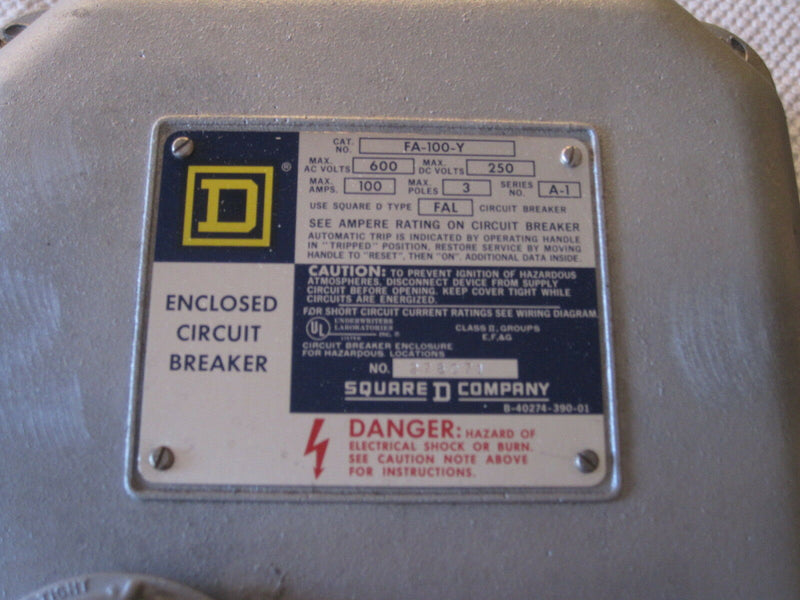 D ®
CAT. NO. FA-100-Y
MAX. AC VOLTS 600 MAX. DC VOLTS 250
MAX. AMPS. 100 MAX. POLES 3 SERIES NO. A-1
USE SQUARE D TYPE FAL CIRCUIT BREAKER
SEE AMPERE RATING ON CIRCUIT BREAKER
AUTOMATIC TRIP IS INDICATED BY OPERATING HANDLE
IN "TRIPPED" POSITION. RESTORE SERVICE BY MOVING
HANDLE TO "RESET", THEN "ON". ADDITIONAL DATA INSIDE.
ENCLOSED
CIRCUIT
BREAKER
CAUTION: TO PREVENT IGNITION OF HAZARDOUS
ATMOSPHERES, DISCONNECT DEVICE FROM SUPPLY
CIRCUIT BEFORE OPENING. KEEP COVER TIGHT WHILE
CIRCUITS ARE ENERGIZED.
FOR SHORT CIRCUIT CURRENT RATINGS SEE WIRING DIAGRAM
UL UNDERWRITERS
LABORATORIES
INC. ®
LISTED
CLASS II, GROUPS
E,F,&G
CIRCUIT BREAKER ENCLOSURE
FOR HAZARDOUS LOCATIONS
NO.
SQUARE D COMPANY
B-40274-390-01
DANGER: HAZARD OF
ELECTRICAL SHOCK OR BURN.
SEE CAUTION NOTE ABOVE
FOR INSTRUCTIONS.
TIGHT